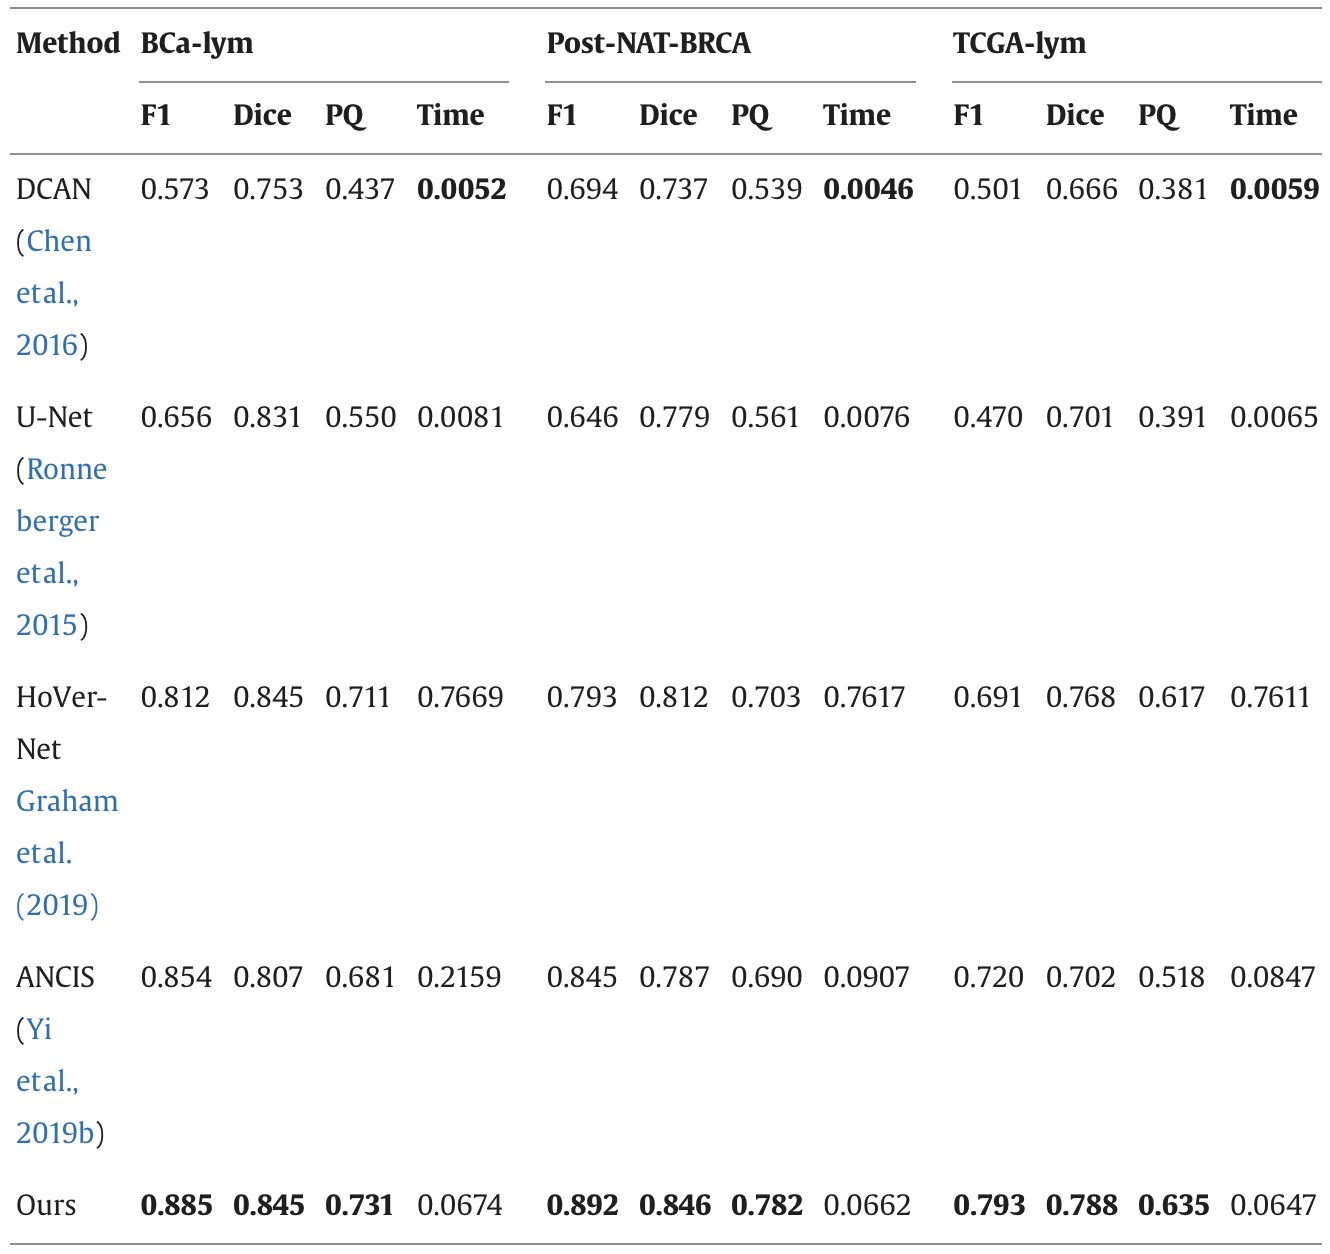 Method BCa-lym Post-NAT-BRCA TCGA-lym
F1 Dice PQ Time F1 Dice PQ Time F1 Dice PQ Time
DCAN 0.573 0.753 0.437 0.0052 0.694 0.737 0.539 0.0046 0.501 0.666 0.381 0.0059
(Chen
etal.,
2016)
U-Net 0.656 0.831 0.550 0.0081 0.646 0.779 0.561 0.0076 0.470 0.701 0.391 0.0065
(Ronne
berger
etal.,
2015)
HoVer- 0.812 0.845 0.711 0.7669 0.793 0.812 0.703 0.7617 0.691 0.768 0.617 0.7611
Net
Graham
etal.
(2019)
ANCIS 0.854 0.807 0.681 0.2159 0.845 0.787 0.690 0.0907 0.720 0.702 0.518 0.0847
(Yi
etal.,
2019b)
Ours 0.885 0.845 0.731 0.0674 0.892 0.846 0.782 0.0662 0.793 0.788 0.635 0.0647